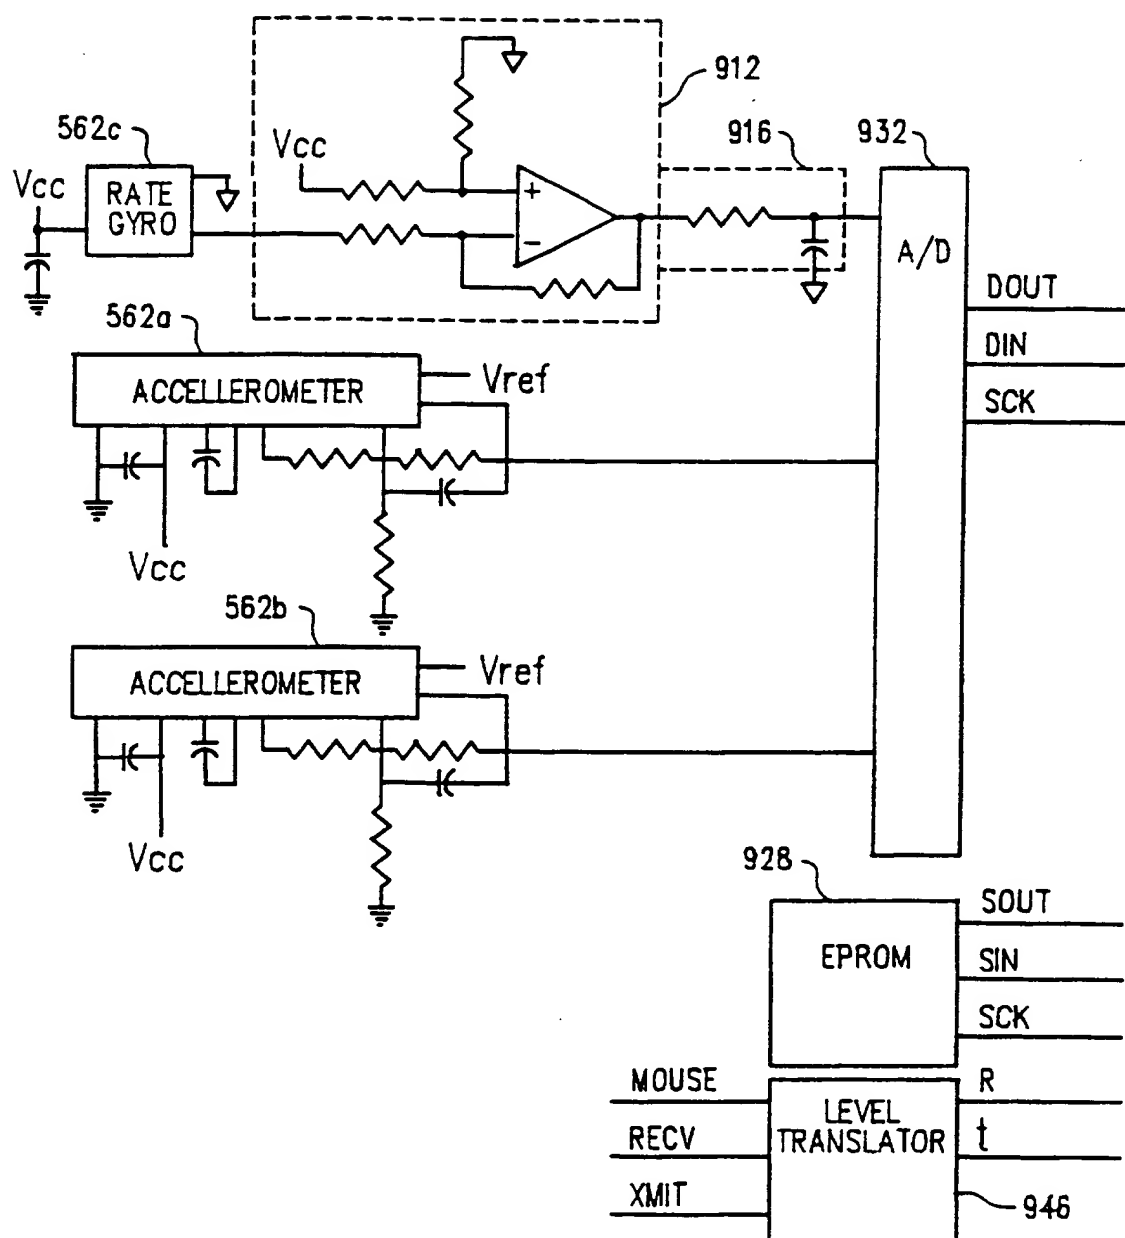 912
562c
916
932
Vcc
Vcc
RATE
GYRO
+
−
A/D
DOUT
DIN
SCK
562a
ACCELLEROMETER
Vref
Vcc
562b
ACCELLEROMETER
Vref
Vcc
928
EPROM
SOUT
SIN
SCK
MOUSE
RECV
XMIT
LEVEL
TRANSLATOR
R
t
946